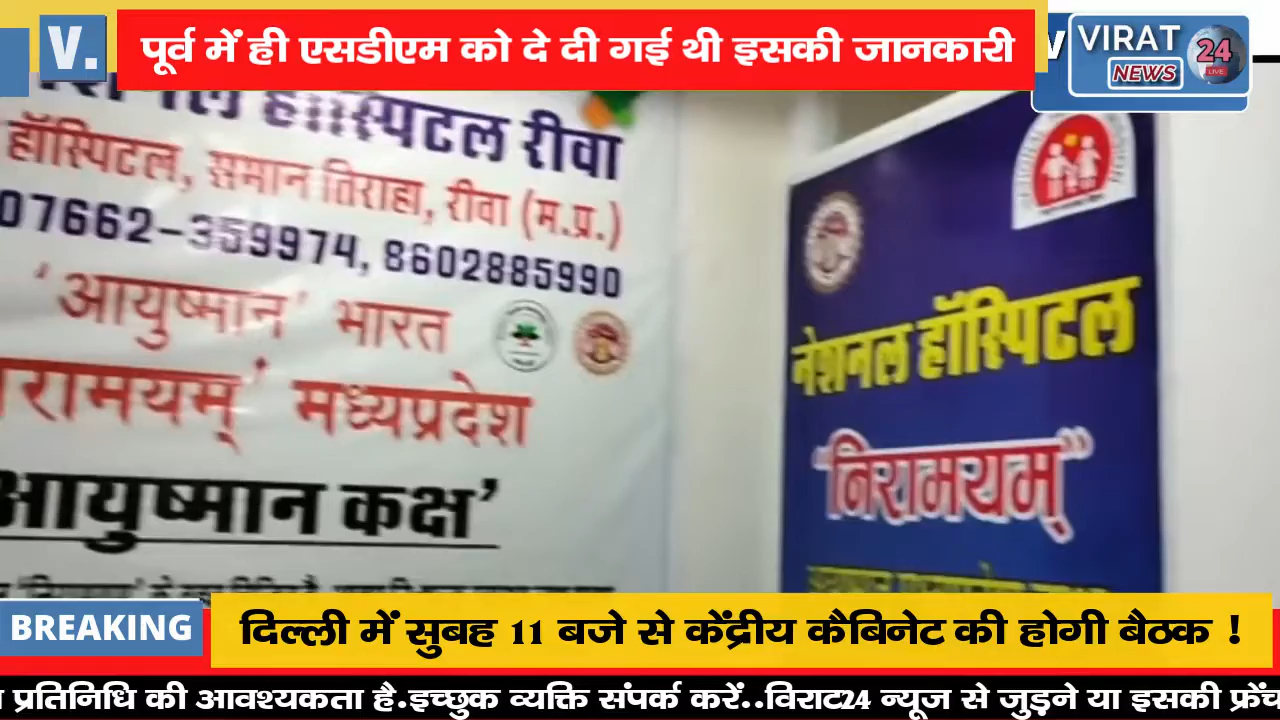 V.
पूर्व में ही एसडीएम को दे दी गई थी इसकी जानकारी
VIRAT
24
LIVE
NEWS
हॉस्पिटल रीवा
हॉस्पिटल, समान तिराहा, रीवा (म.प्र.)
07662-359974, 8602885990
'आयुष्मान' भारत
मध्यप्रदेश
आयुष्मान कक्ष'
नेशनल हॉस्पिटल
"निरामयम्"
BREAKING
दिल्ली में सुबह 11 बजे से केंद्रीय कैबिनेट की होगी बैठक !
प्रतिनिधि की आवश्यकता है.इच्छुक व्यक्ति संपर्क करें..विराट24 न्यूज से जुड़ने या इसकी